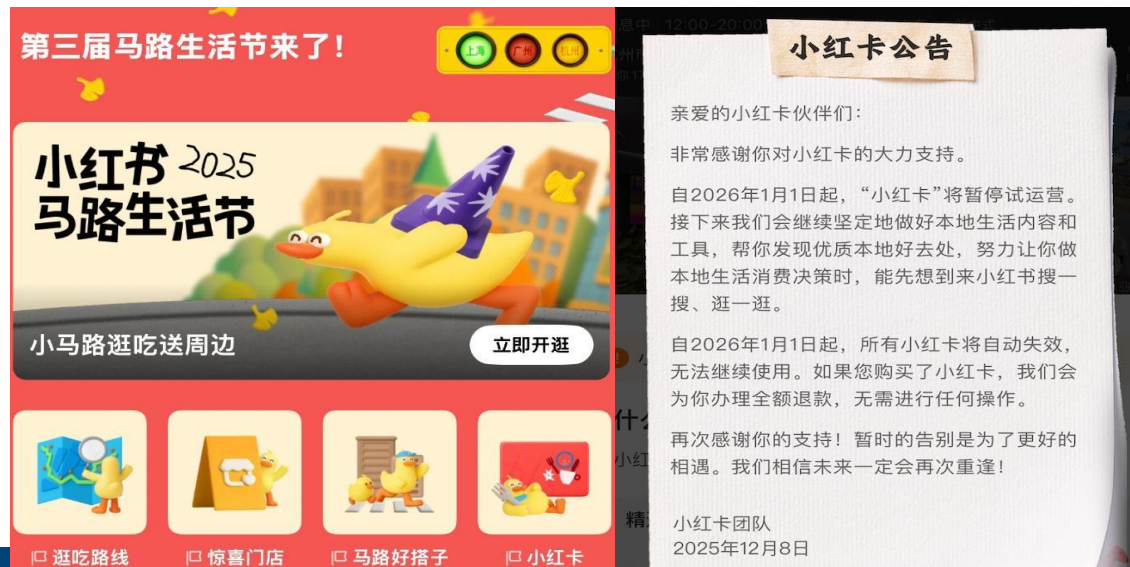 第三届马路生活节来了!
上海
广州
杭州
小红书 2025
马路生活节
小马路逛吃送周边
立即开逛
逛吃路线
惊喜门店
马路好搭子
小红卡
12:00-20:00
小红卡公告
亲爱的小红卡伙伴们:
非常感谢你对小红卡的大力支持。
自2026年1月1日起,“小红卡”将暂停试运营。
接下来我们会继续坚定地做好本地生活内容和
工具,帮你发现优质本地好去处,努力让你做
本地生活消费决策时,能先想到来小红书搜一
搜、逛一逛。
自2026年1月1日起,所有小红卡将自动失效,
无法继续使用。如果您购买了小红卡,我们会
为你办理全额退款,无需进行任何操作。
再次感谢你的支持!暂时的告别是为了更好的
相遇。我们相信未来一定会再次重逢!
小红卡团队
2025年12月8日